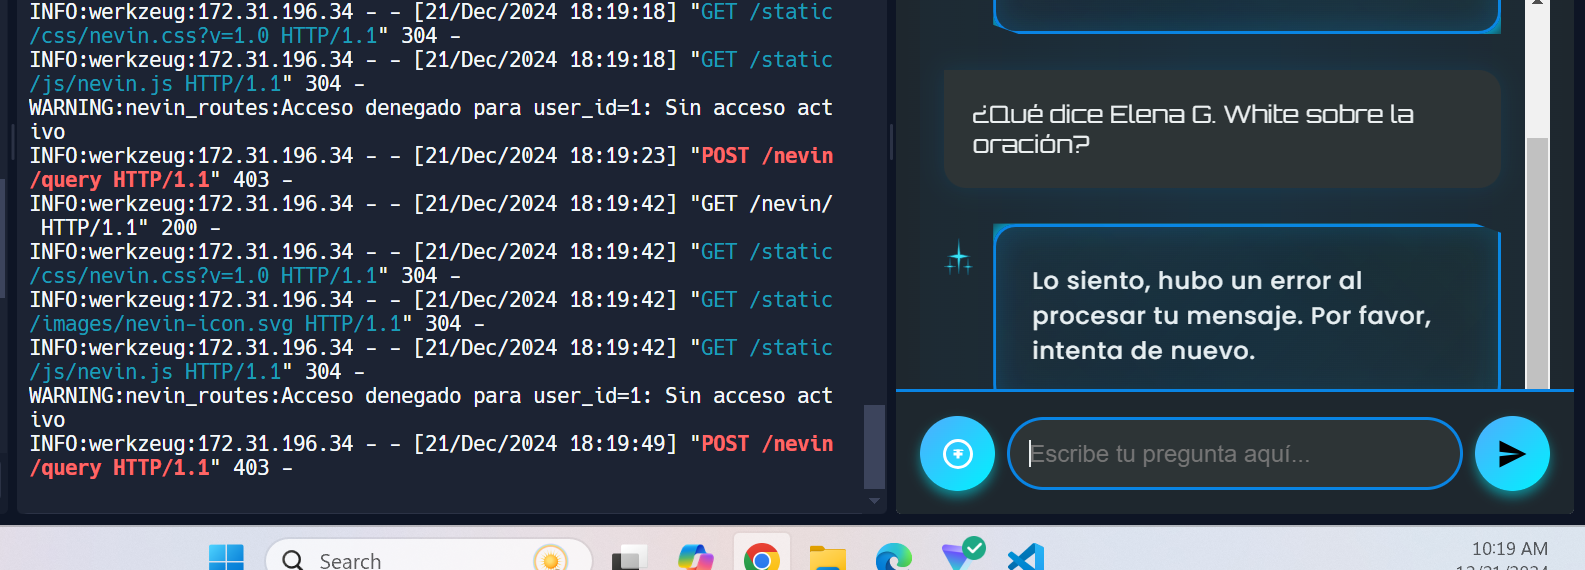 INFO:werkzeug:172.31.196.34 - - [21/Dec/2024 18:19:18] "GET /static
/css/nevin.css?v=1.0 HTTP/1.1" 304 -
INFO:werkzeug:172.31.196.34 - - [21/Dec/2024 18:19:18] "GET /static
/js/nevin.js HTTP/1.1" 304 -
WARNING:nevin_routes:Acceso denegado para user_id=1: Sin acceso act
ivo
INFO:werkzeug:172.31.196.34 - - [21/Dec/2024 18:19:23] "POST /nevin
/query HTTP/1.1" 403 -
INFO:werkzeug:172.31.196.34 - - [21/Dec/2024 18:19:42] "GET /nevin/
 HTTP/1.1" 200 -
INFO:werkzeug:172.31.196.34 - - [21/Dec/2024 18:19:42] "GET /static
/css/nevin.css?v=1.0 HTTP/1.1" 304 -
INFO:werkzeug:172.31.196.34 - - [21/Dec/2024 18:19:42] "GET /static
/images/nevin-icon.svg HTTP/1.1" 304 -
INFO:werkzeug:172.31.196.34 - - [21/Dec/2024 18:19:42] "GET /static
/js/nevin.js HTTP/1.1" 304 -
WARNING:nevin_routes:Acceso denegado para user_id=1: Sin acceso act
ivo
INFO:werkzeug:172.31.196.34 - - [21/Dec/2024 18:19:49] "POST /nevin
/query HTTP/1.1" 403 -
¿Qué dice Elena G. White sobre la
oración?
Lo siento, hubo un error al
procesar tu mensaje. Por favor,
intenta de nuevo.
Escribe tu pregunta aquí...
Search
10:19 AM